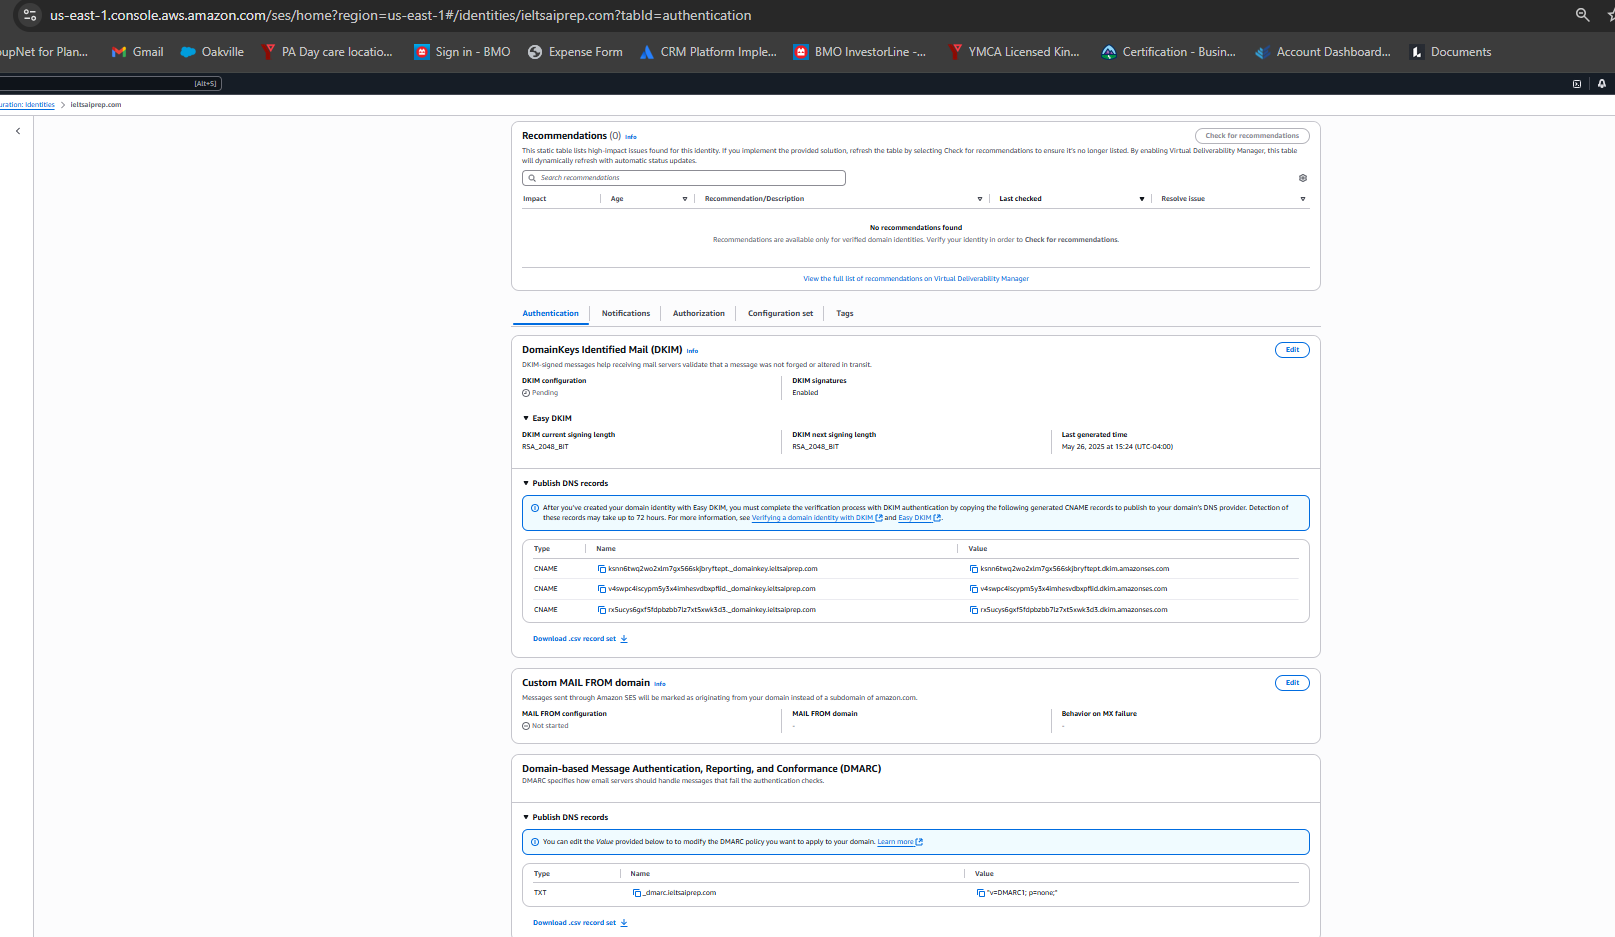 us-east-1.console.aws.amazon.com/ses/home?region=us-east-1#/identities/ieltsaiprep.com?tabId=authentication
oupNet for Plan... Gmail Oakville PA Day care locatio... Sign in - BMO Expense Form CRM Platform Imple... BMO InvestorLine -... YMCA Licensed Kin... Certification - Busin... Account Dashboard... Documents
[Alt+S]
uration: Identities > ieltsaiprep.com
Recommendations (0) Info
Check for recommendations
This static table lists high-impact issues found for this identity. If you implement the provided solution, refresh the table by selecting Check for recommendations to ensure it's no longer listed. By enabling Virtual Deliverability Manager, this table
will dynamically refresh with automatic status updates.
Search recommendations
Impact Age Recommendation/Description Last checked Resolve issue
No recommendations found
Recommendations are available only for verified domain identities. Verify your identity in order to Check for recommendations.
View the full list of recommendations on Virtual Deliverability Manager
Authentication Notifications Authorization Configuration set Tags
DomainKeys Identified Mail (DKIM) Info
Edit
DKIM-signed messages help receiving mail servers validate that a message was not forged or altered in transit.
DKIM configuration DKIM signatures
Pending Enabled
Easy DKIM
DKIM current signing length DKIM next signing length Last generated time
RSA_2048_BIT RSA_2048_BIT May 26, 2025 at 15:24 (UTC-04:00)
Publish DNS records
After you've created your domain identity with Easy DKIM, you must complete the verification process with DKIM authentication by copying the following generated CNAME records to publish to your domain's DNS provider. Detection of
these records may take up to 72 hours. For more information, see Verifying a domain identity with DKIM and Easy DKIM.
Type Name Value
CNAME ksnn6twq2wo2xlm7gx566skjbryftept._domainkey.ieltsaiprep.com ksnn6twq2wo2xlm7gx566skjbryftept.dkim.amazonses.com
CNAME v4swpc4iscypm5y3x4imhesvdbxpflid._domainkey.ieltsaiprep.com v4swpc4iscypm5y3x4imhesvdbxpflid.dkim.amazonses.com
CNAME rx5ucys6gxf5fdpbzbb7lz7xt5xwk3d3._domainkey.ieltsaiprep.com rx5ucys6gxf5fdpbzbb7lz7xt5xwk3d3.dkim.amazonses.com
Download .csv record set
Custom MAIL FROM domain Info
Edit
Messages sent through Amazon SES will be marked as originating from your domain instead of a subdomain of amazon.com.
MAIL FROM configuration MAIL FROM domain Behavior on MX failure
Not started - -
Domain-based Message Authentication, Reporting, and Conformance (DMARC)
DMARC specifies how email servers should handle messages that fail the authentication checks.
Publish DNS records
You can edit the Value provided below to to modify the DMARC policy you want to apply to your domain. Learn more
Type Name Value
TXT _dmarc.ieltsaiprep.com "v=DMARC1; p=none;"
Download .csv record set